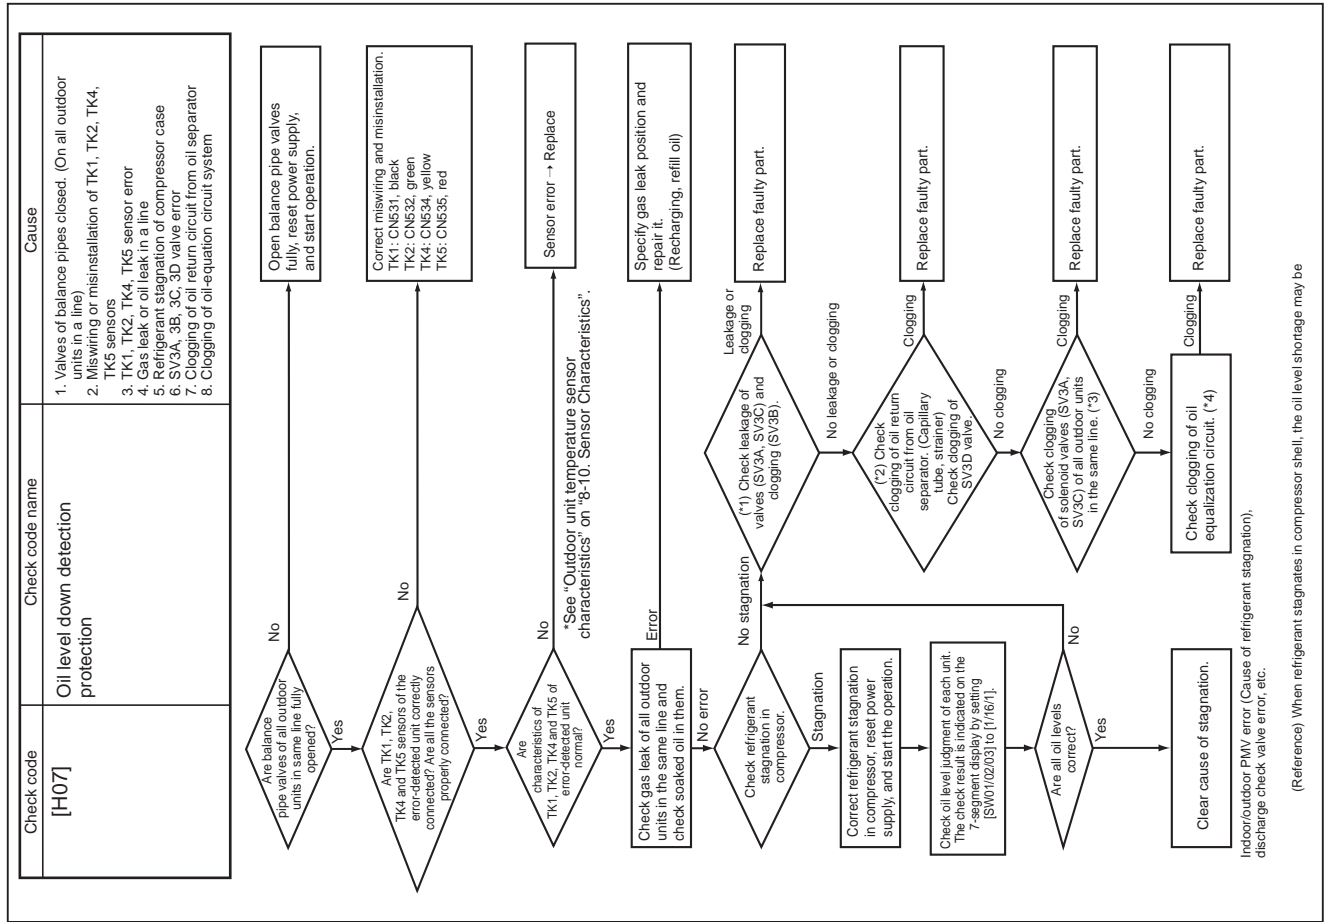 Check code
Check code name
Cause
[H07]
Oil level down detection
protection
1. Valves of balance pipes closed. (On all outdoor
units in a line)
2. Miswiring or misinstallation of TK1, TK2, TK4,
TK5 sensors
3. TK1, TK2, TK4, TK5 sensor error
4. Gas leak or oil leak in a line
5. Refrigerant stagnation of compressor case
6. SV3A, 3B, 3C, 3D valve error
7. Clogging of oil return circuit from oil separator
8. Clogging of oil-equation circuit system
Are balance
pipe valves of all outdoor
units in same line fully
opened?
No
Open balance pipe valves
fully, reset power supply,
and start operation.
Yes
Are TK1, TK2,
TK4 and TK5 sensors of the
error-detected unit correctly
connected? Are all the sensors
properly connected?
No
Correct miswiring and misinstallation.
TK1: CN531, black
TK2: CN532, green
TK4: CN534, yellow
TK5: CN535, red
Yes
Are
characteristics of
TK1, TK2, TK4 and TK5 of
error-detected unit
normal?
No
Sensor error → Replace
*See “Outdoor unit temperature sensor
characteristics” on “8-10. Sensor Characteristics”.
Yes
Check gas leak of all outdoor
units in the same line and
check soaked oil in them.
Error
Specify gas leak position and
repair it.
(Recharging, refill oil)
No error
Check refrigerant
stagnation in
compressor.
No stagnation
(*1) Check leakage of
valves (SV3A, SV3C) and
clogging (SV3B).
Leakage or
clogging
Replace faulty part.
Stagnation
No leakage or clogging
Correct refrigerant stagnation
in compressor, reset power
supply, and start the operation.
(*2) Check
clogging of oil return
circuit from oil
separator. (Capillary
tube, strainer)
Check clogging of
SV3D valve.
Clogging
Replace faulty part.
Check oil level judgment of each unit.
The check result is indicated on the
7-segment display by setting
[SW01/02/03] to [1/16/1].
No clogging
Check clogging
of solenoid valves (SV3A,
SV3C) of all outdoor units
in the same line. (*3)
Clogging
Replace faulty part.
Are all oil levels
correct?
No
Yes
No clogging
Check clogging of oil
equalization circuit. (*4)
Clogging
Replace faulty part.
Clear cause of stagnation.
Indoor/outdoor PMV error (Cause of refrigerant stagnation),
discharge check valve error, etc.
(Reference) When refrigerant stagnates in compressor shell, the oil level shortage may be